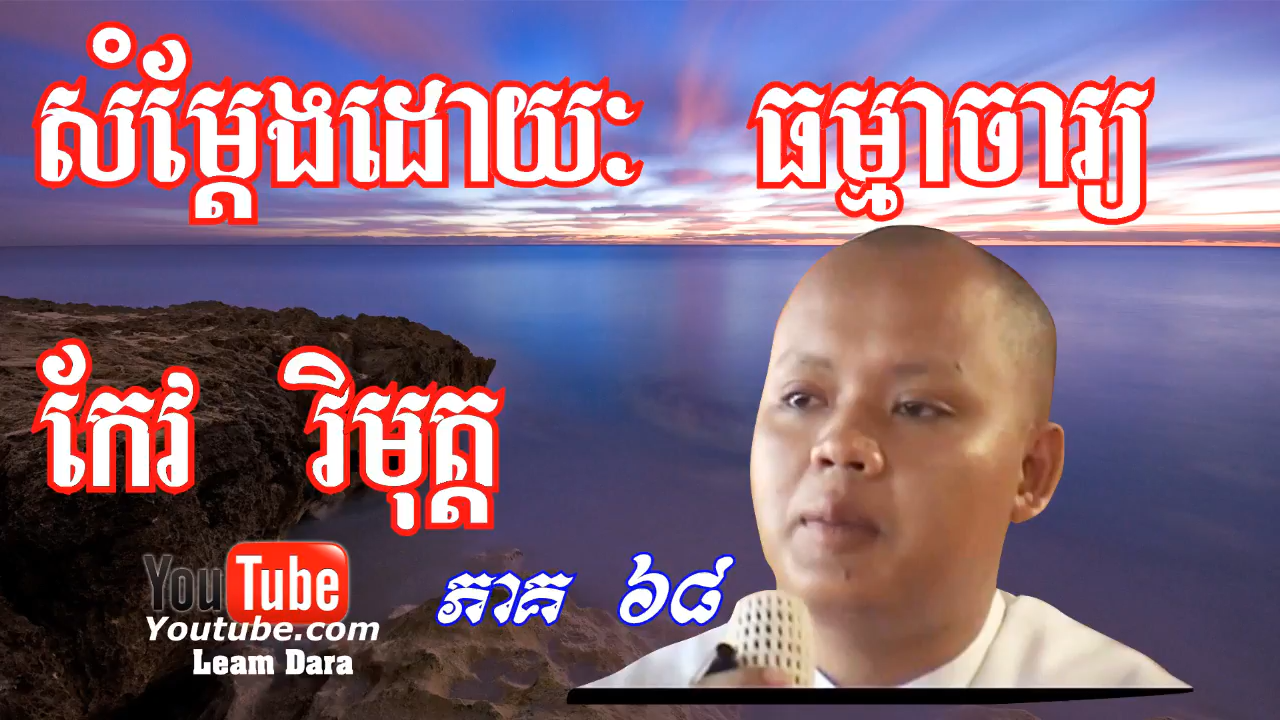 សំម្ដែងដោយៈ ធម្មាចារ្យ
កែវ វិមុត្ត
ភាគ ៦៨
YouTube
Youtube.com
Leam Dara